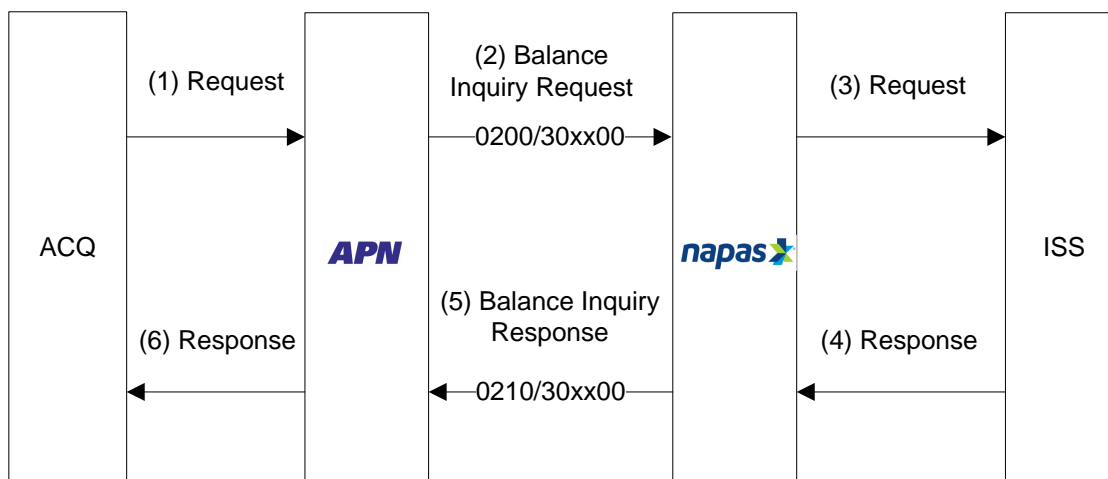 (1) Request
(2) Balance
Inquiry Request
(3) Request
0200/30xx00
ACQ
APN
napas
ISS
(5) Balance Inquiry
Response
(6) Response
(4) Response
0210/30xx00